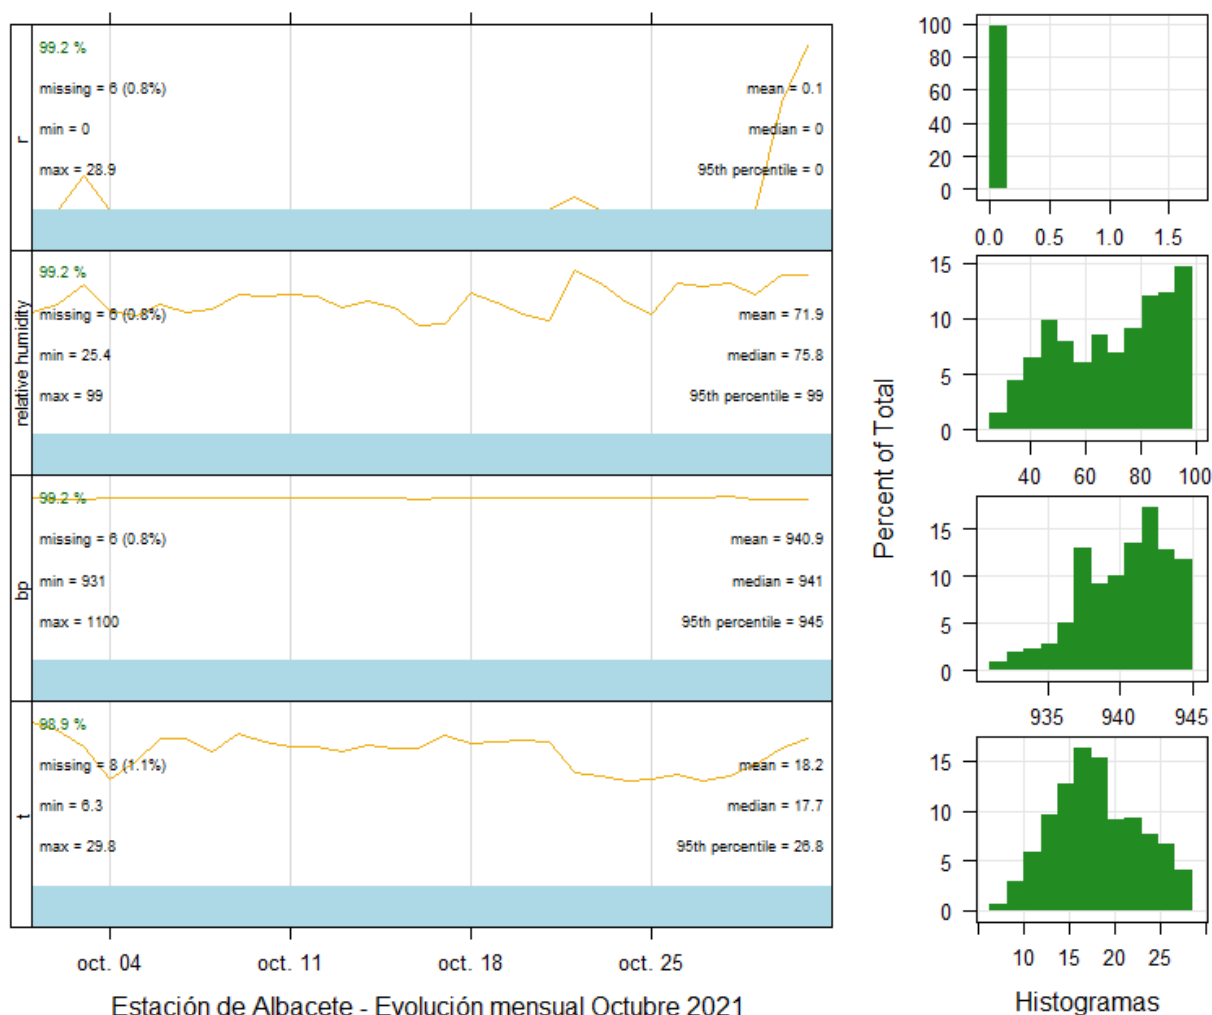 r
99.2 %
missing = 6 (0.8%)
min = 0
max = 28.9
mean = 0.1
median = 0
95th percentile = 0
relative humidity
99.2 %
missing = 6 (0.8%)
min = 25.4
max = 99
mean = 71.9
median = 75.8
95th percentile = 99
bp
99.2 %
missing = 6 (0.8%)
min = 931
max = 1100
mean = 940.9
median = 941
95th percentile = 945
t
98.9 %
missing = 8 (1.1%)
min = 6.3
max = 29.8
mean = 18.2
median = 17.7
95th percentile = 26.8
oct. 04 oct. 11 oct. 18 oct. 25
Estación de Albacete - Evolución mensual Octubre 2021
Percent of Total
100
80
60
40
20
0
0.0 0.5 1.0 1.5
15
10
5
0
40 60 80 100
15
10
5
0
935 940 945
15
10
5
0
10 15 20 25
Histogramas